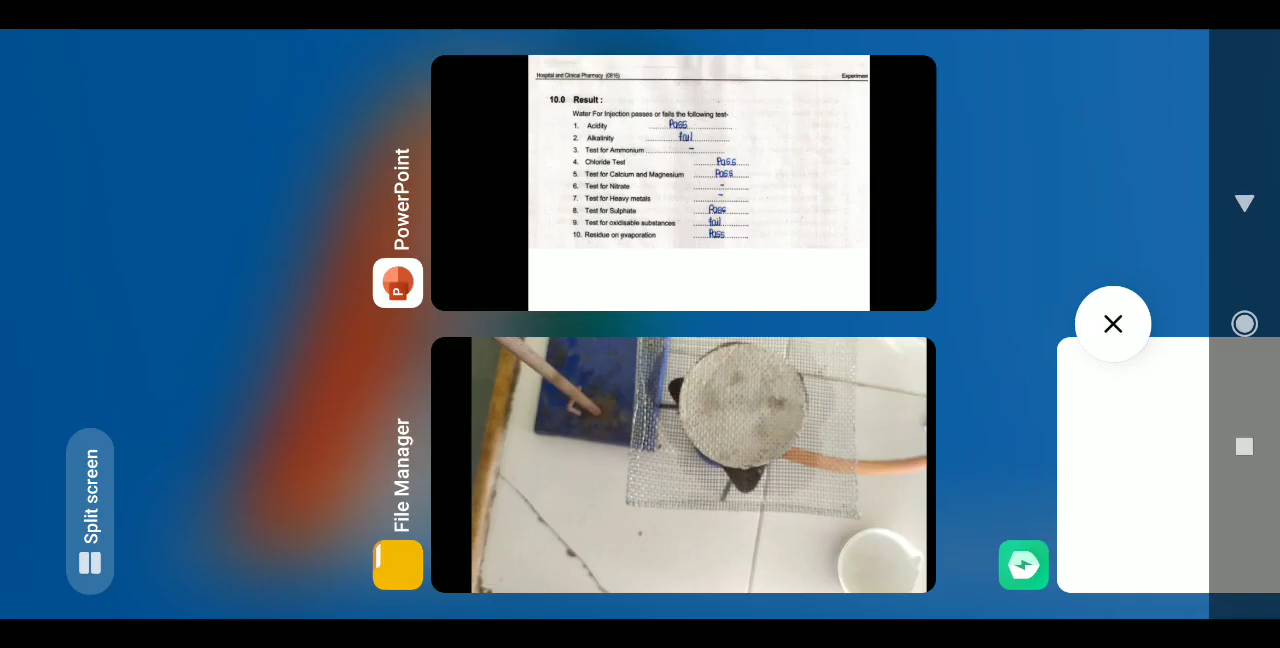 Hospital and Clinical Pharmacy (0816) Experimen
10.0 Result :
Water For Injection passes or fails the following test-
1. Acidity Pass
2. Alkalinity fail
3. Test for Ammonium -
4. Chloride Test Pass
5. Test for Calcium and Magnesium Pass
6. Test for Nitrate -
7. Test for Heavy metals -
8. Test for Sulphate Pass
9. Test for oxidisable substances fail
10. Residue on evaporation Pass
PowerPoint
P
File Manager
Split screen